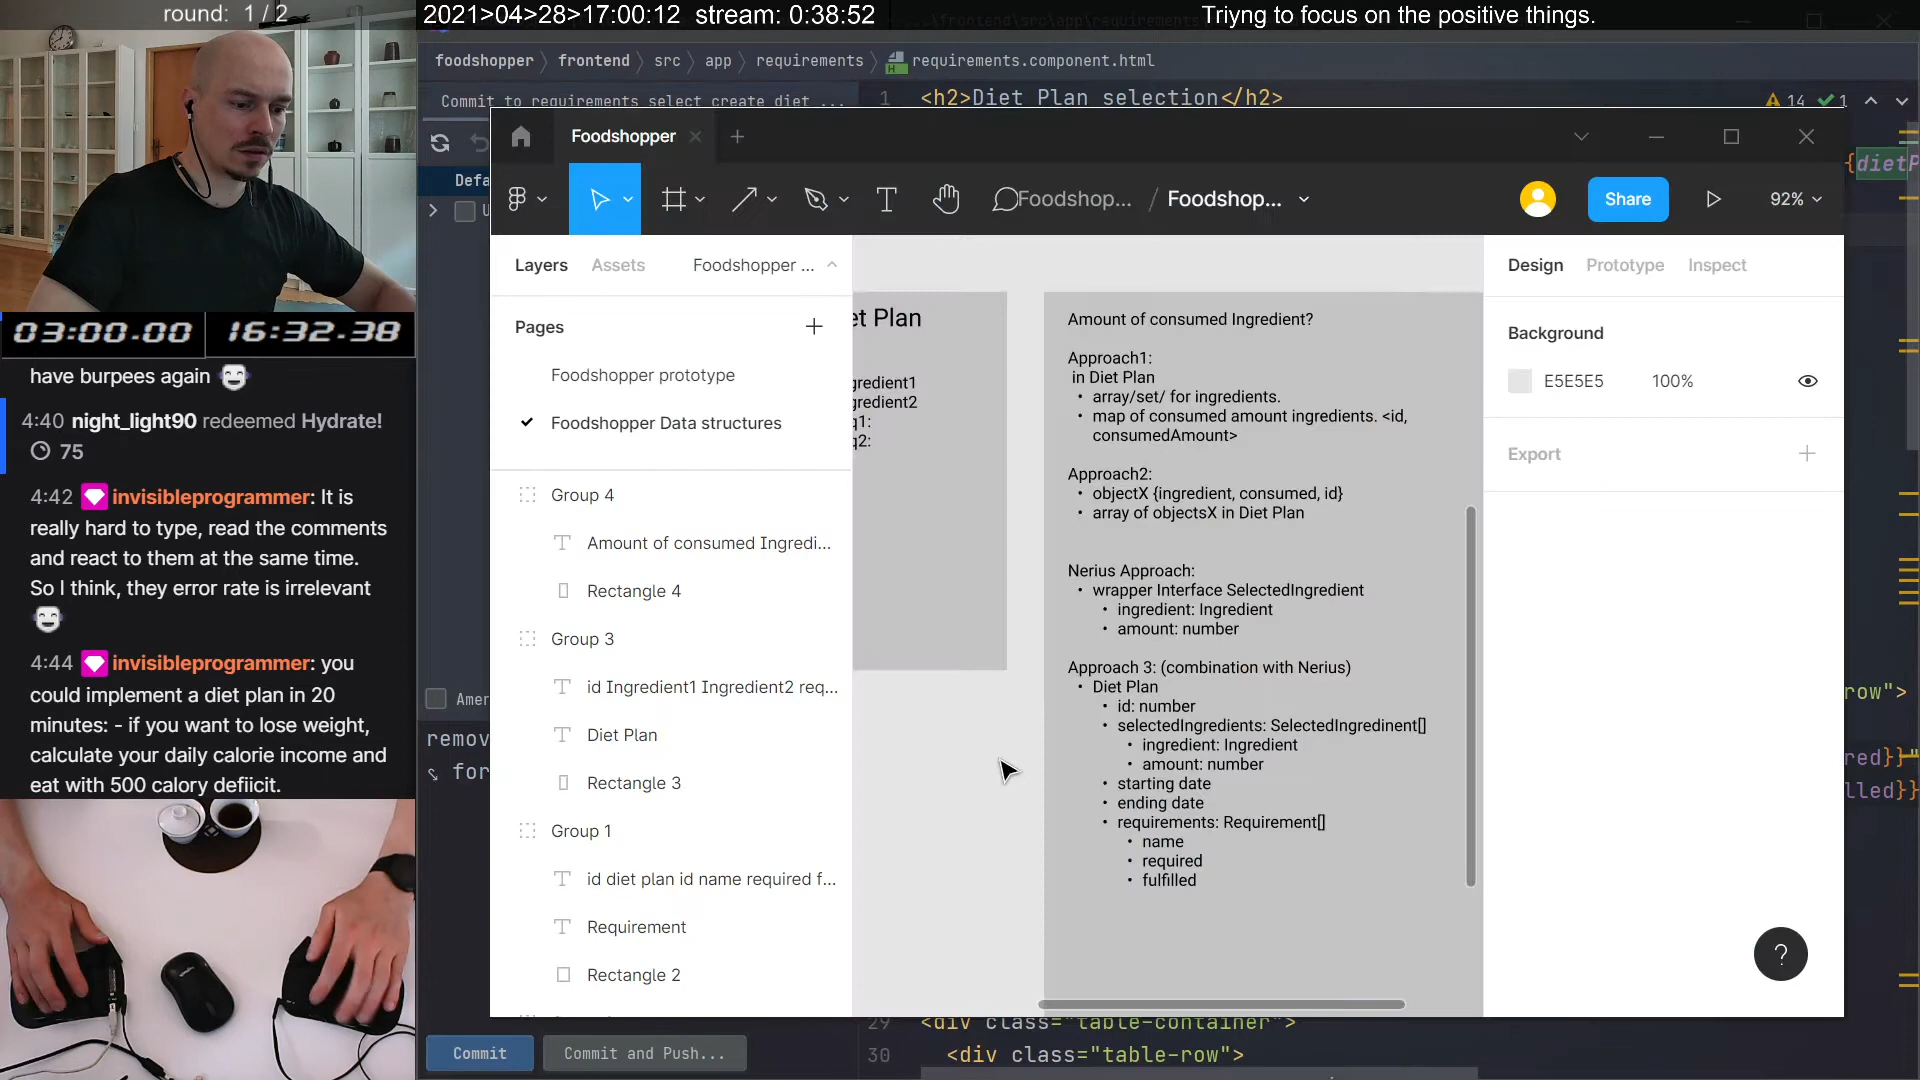 round: 1 / 2
2021>04>28>17:00:12 stream: 0:38:52
Triyng to focus on the positive things.
03:00.00
16:32.38
have burpees again
4:40 night_light90 redeemed Hydrate!
75
4:42 invisibleprogrammer: It is
really hard to type, read the comments
and react to them at the same time.
So I think, they error rate is irrelevant
4:44 invisibleprogrammer: you
could implement a diet plan in 20
minutes: - if you want to lose weight,
calculate your daily calorie income and
eat with 500 calory defiicit.
foodshopper frontend src app requirements requirements.component.html
Commit to requirements select create diet ...
1 <h2>Diet Plan selection</h2>
14 1
Defa
{dietP
Amer
remov
for
row">
red}}"
lled}}
Foodshopper
Foodshop... / Foodshop...
Share
92%
Layers
Assets
Foodshopper ...
Pages
Foodshopper prototype
Foodshopper Data structures
Group 4
Amount of consumed Ingredi...
Rectangle 4
Group 3
id Ingredient1 Ingredient2 req...
Diet Plan
Rectangle 3
Group 1
id diet plan id name required f...
Requirement
Rectangle 2
et Plan
gredient1
gredient2
q1:
q2:
Amount of consumed Ingredient?
Approach1:
in Diet Plan
• array/set/ for ingredients.
• map of consumed amount ingredients. <id,
consumedAmount>
Approach2:
• objectX {ingredient, consumed, id}
• array of objectsX in Diet Plan
Nerius Approach:
• wrapper Interface SelectedIngredient
• ingredient: Ingredient
• amount: number
Approach 3: (combination with Nerius)
• Diet Plan
• id: number
• selectedIngredients: SelectedIngredinent[]
• ingredient: Ingredient
• amount: number
• starting date
• ending date
• requirements: Requirement[]
• name
• required
• fulfilled
Design
Prototype
Inspect
Background
E5E5E5 100%
Export
?
29 <div class="table-container">
30 <div class="table-row">
Commit
Commit and Push...